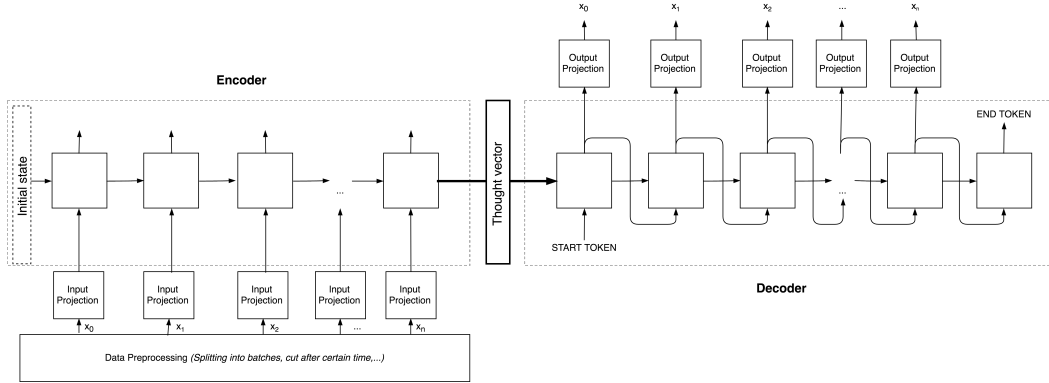 x0 x1 x2 ... xn
Output Projection
Output Projection
Output Projection
Output Projection
Output Projection
Encoder
END TOKEN
Initial state
...
Thought vector
...
START TOKEN
Input Projection
Input Projection
Input Projection
Input Projection
Input Projection
Decoder
x0 x1 x2 ... xn
Data Preprocessing (Splitting into batches, cut after certain time,...)